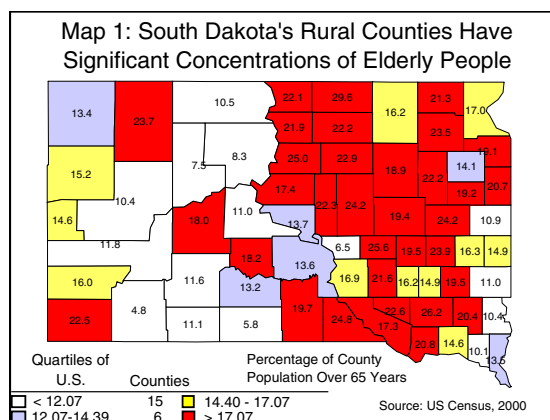 Map 1: South Dakota's Rural Counties Have
Significant Concentrations of Elderly People
10.5 22.1 29.6 16.2 21.3 17.0
13.4 23.7 21.9 22.2 23.5
7.5 8.3 25.0 22.9 18.9 22.2 14.1 19.1
15.2 10.4 17.4 19.2 20.7
14.6 18.0 11.0 13.7 22.3 24.2 19.4 24.2 10.9
11.8 18.2 13.6 6.5 25.6 19.5 23.9 16.3 14.9
16.0 11.6 13.2 16.9 21.6 16.2 14.9 19.5 11.0
22.5 4.8 11.1 5.8 19.7 24.8 22.6 26.2 20.4 10.4
17.3 20.8 14.6 10.1 13.5
Quartiles of
U.S.
Counties
Percentage of County
Population Over 65 Years
< 12.07 15 14.40 - 17.07
12.07-14.39 6 > 17.07
Source: US Census, 2000